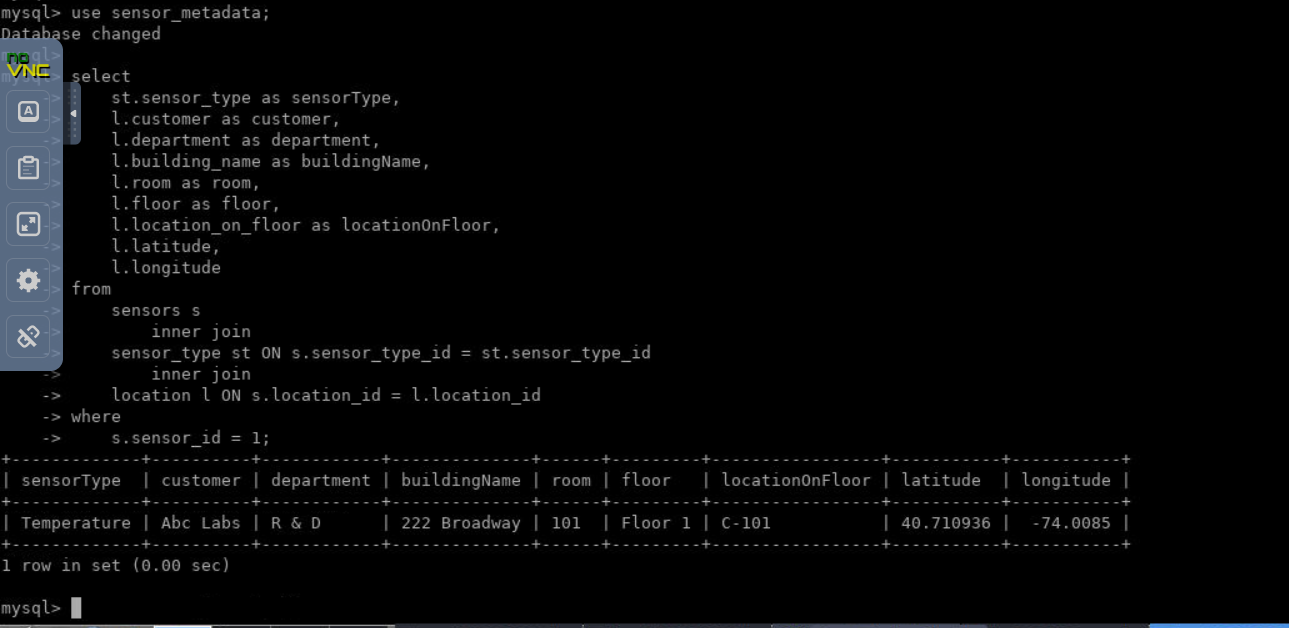 mysql> use sensor_metadata;
Database changed
mysql>
mysql> select
-> st.sensor_type as sensorType,
-> l.customer as customer,
-> l.department as department,
-> l.building_name as buildingName,
-> l.room as room,
-> l.floor as floor,
-> l.location_on_floor as locationOnFloor,
-> l.latitude,
-> l.longitude
-> from
-> sensors s
-> inner join
-> sensor_type st ON s.sensor_type_id = st.sensor_type_id
-> inner join
-> location l ON s.location_id = l.location_id
-> where
-> s.sensor_id = 1;
+-------------+----------+------------+--------------+------+---------+-----------------+-----------+-----------+
| sensorType | customer | department | buildingName | room | floor | locationOnFloor | latitude | longitude |
+-------------+----------+------------+--------------+------+---------+-----------------+-----------+-----------+
| Temperature | Abc Labs | R & D | 222 Broadway | 101 | Floor 1 | C-101 | 40.710936 | -74.0085 |
+-------------+----------+------------+--------------+------+---------+-----------------+-----------+-----------+
1 row in set (0.00 sec)
mysql>
no
VNC
A